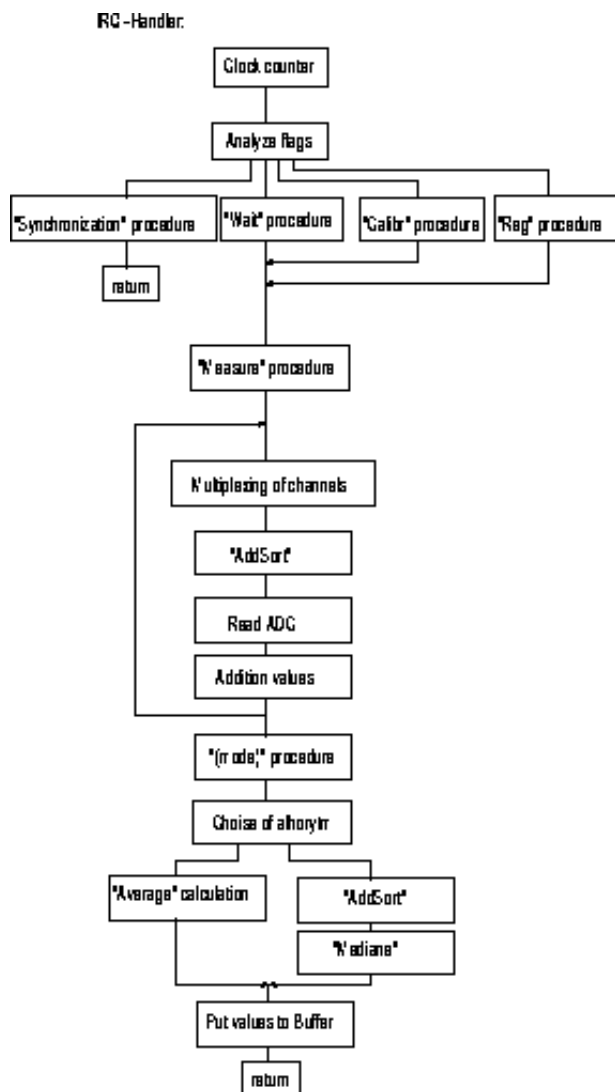 IRQ-Handler:
Clock counter
Analyze flags
"Synchronization" procedure
"Wait" procedure
"Calibr" procedure
"Reg" procedure
return
"Measure" procedure
Multiplexing of channels
"AddSort"
Read ADC
Addition values
"(mode)" procedure
Choise of alhorytm
"Average" calculation
"AddSort"
"Mediana"
Put values to Buffer
return